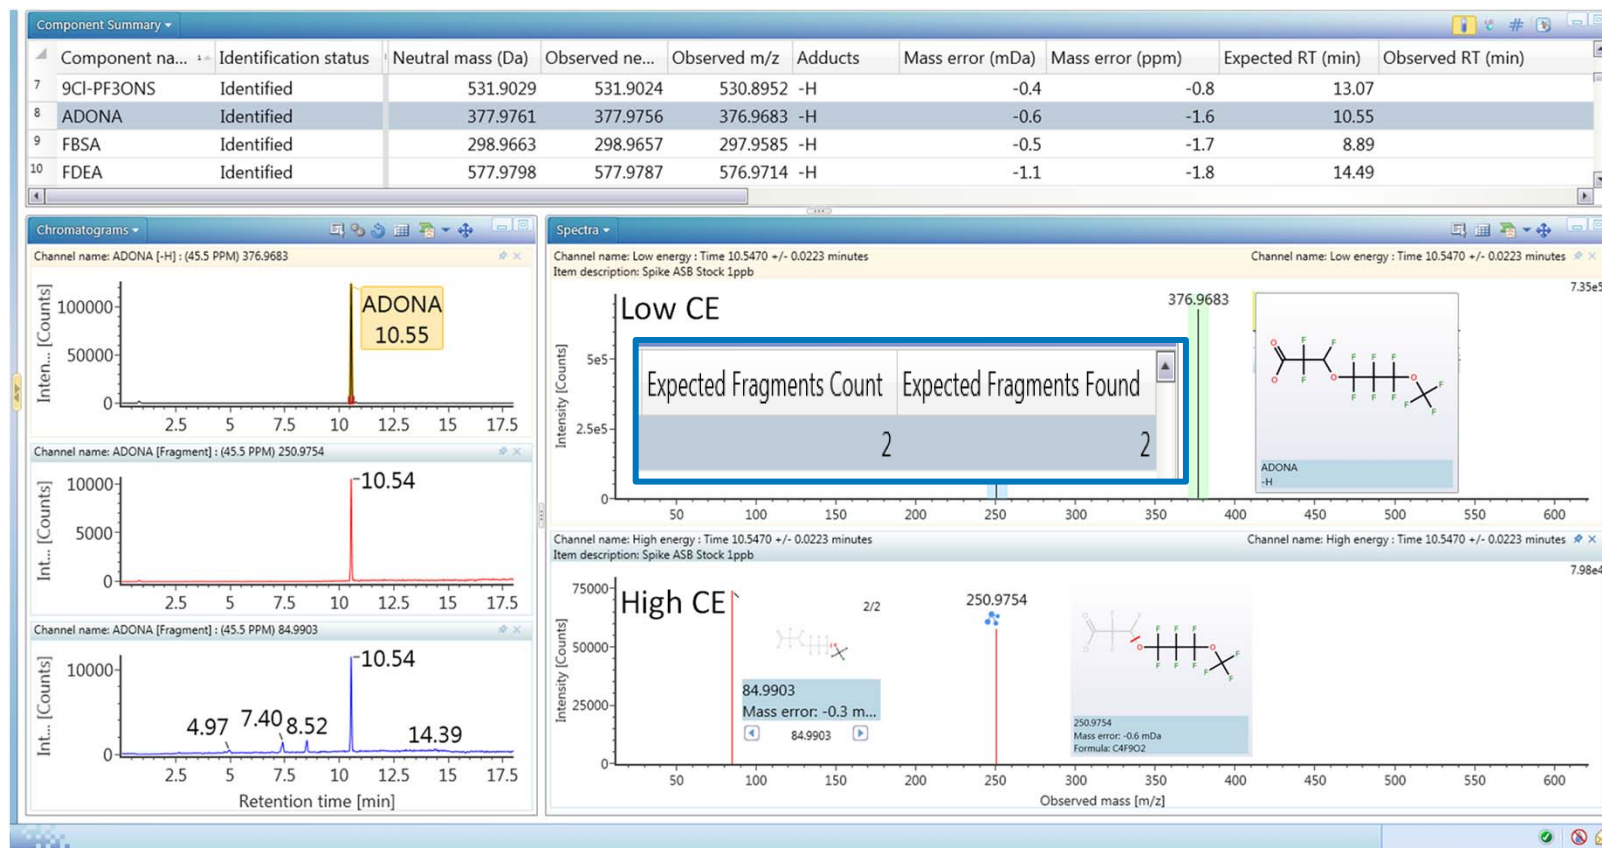 Component Summary
Component na... Identification status Neutral mass (Da) Observed ne... Observed m/z Adducts Mass error (mDa) Mass error (ppm) Expected RT (min) Observed RT (min)
7 9Cl-PF3ONS Identified 531.9029 531.9024 530.8952 -H -0.4 -0.8 13.07
8 ADONA Identified 377.9761 377.9756 376.9683 -H -0.6 -1.6 10.55
9 FBSA Identified 298.9663 298.9657 297.9585 -H -0.5 -1.7 8.89
10 FDEA Identified 577.9798 577.9787 576.9714 -H -1.1 -1.8 14.49
Chromatograms
Channel name: ADONA [-H] : (45.5 PPM) 376.9683
Inten... [Counts]
100000
50000
0
ADONA
10.55
2.5 5 7.5 10 12.5 15 17.5
Channel name: ADONA [Fragment] : (45.5 PPM) 250.9754
Int... [Counts]
10000
5000
0
10.54
2.5 5 7.5 10 12.5 15 17.5
Channel name: ADONA [Fragment] : (45.5 PPM) 84.9903
Int... [Counts]
10000
0
4.97 7.40 8.52 10.54 14.39
2.5 5 7.5 10 12.5 15 17.5
Retention time [min]
Spectra
Channel name: Low energy : Time 10.5470 +/- 0.0223 minutes Channel name: Low energy : Time 10.5470 +/- 0.0223 minutes
Item description: Spike ASB Stock 1ppb
7.35e5
Low CE
376.9683
Intensity [Counts]
5e5
2.5e5
0
Expected Fragments Count Expected Fragments Found
2 2
F F F F F F F F F F F F O O O O
ADONA
-H
50 100 150 200 250 300 350 400 450 500 550 600
Channel name: High energy : Time 10.5470 +/- 0.0223 minutes Channel name: High energy : Time 10.5470 +/- 0.0223 minutes
Item description: Spike ASB Stock 1ppb
7.98e4
High CE
2/2
250.9754
Intensity [Counts]
75000
50000
25000
0
84.9903
Mass error: -0.3 m...
84.9903
250.9754
Mass error: -0.6 mDa
Formula: C4F9O2
50 100 150 200 250 300 350 400 450 500 550 600
Observed mass [m/z]